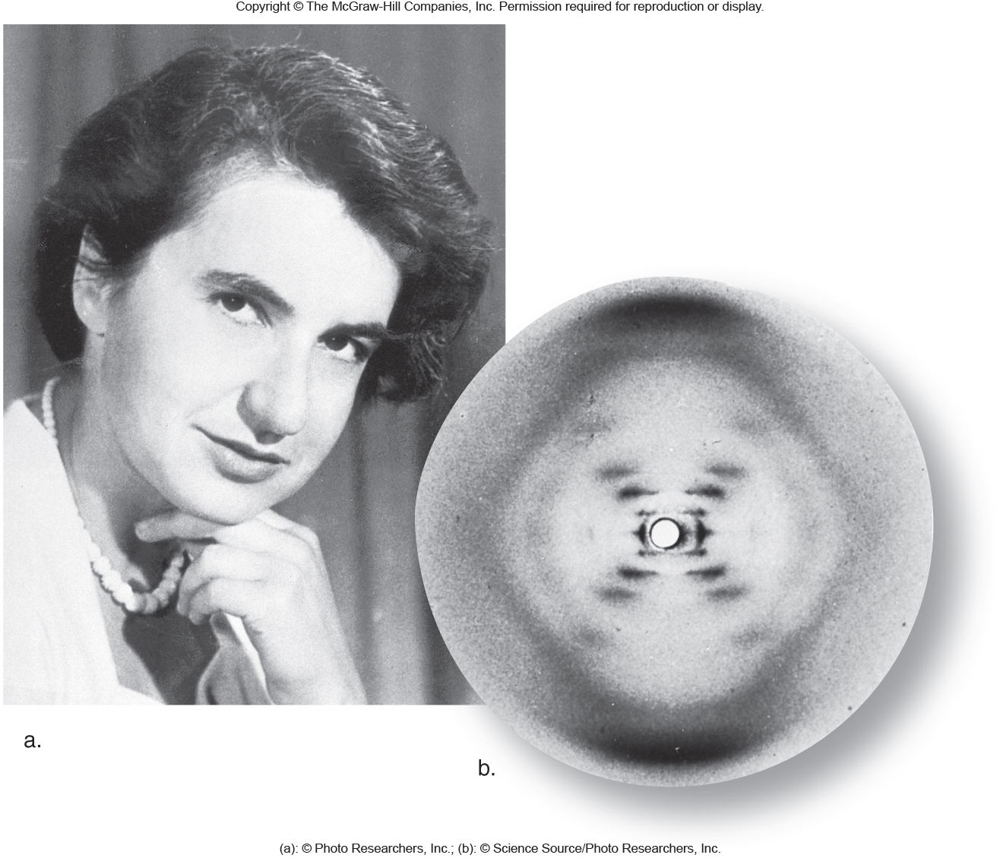 Copyright © The McGraw-Hill Companies, Inc. Permission required for reproduction or display.
a.
b.
(a): © Photo Researchers, Inc.; (b): © Science Source/Photo Researchers, Inc.